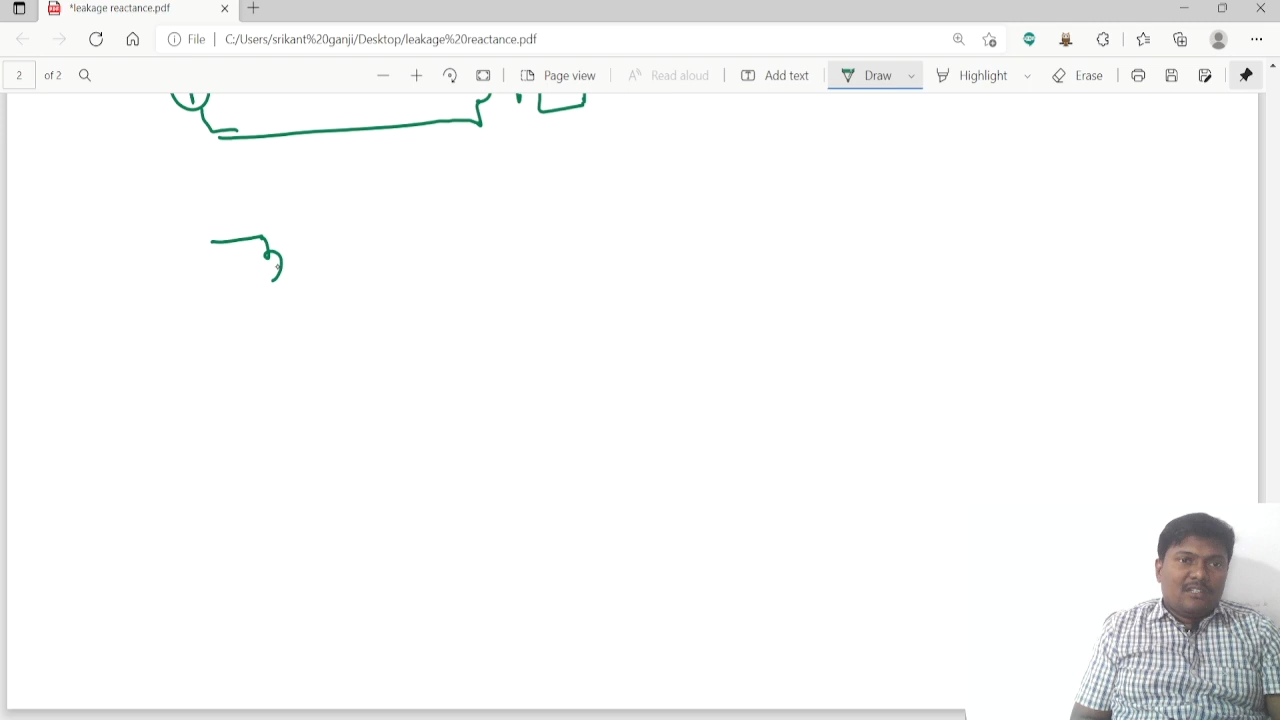 *leakage reactance.pdf
File | C:/Users/srikant%20ganji/Desktop/leakage%20reactance.pdf
2 of 2 Page view Read aloud Add text Draw Highlight Erase